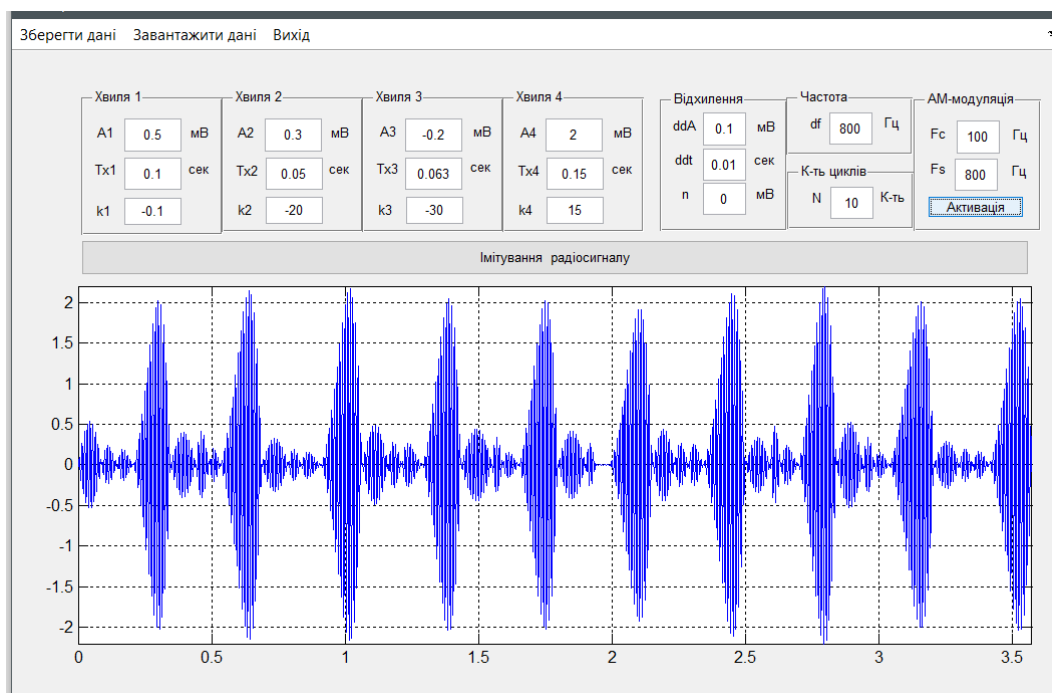 Зберегти дані Завантажити дані Вихід
Хвиля 1 Хвиля 2 Хвиля 3 Хвиля 4 Відхилення Частота АМ-модуляція
A1 0.5 мВ A2 0.3 мВ A3 -0.2 мВ A4 2 мВ ddA 0.1 мВ df 800 Гц Fc 100 Гц
Tx1 0.1 сек Tx2 0.05 сек Tx3 0.063 сек Tx4 0.15 сек ddt 0.01 сек К-ть циклів Fs 800 Гц
k1 -0.1 k2 -20 k3 -30 k4 15 n 0 мВ N 10 К-ть Активація
Імітування радіосигналу
2
1.5
1
0.5
0
-0.5
-1
-1.5
-2
0 0.5 1 1.5 2 2.5 3 3.5